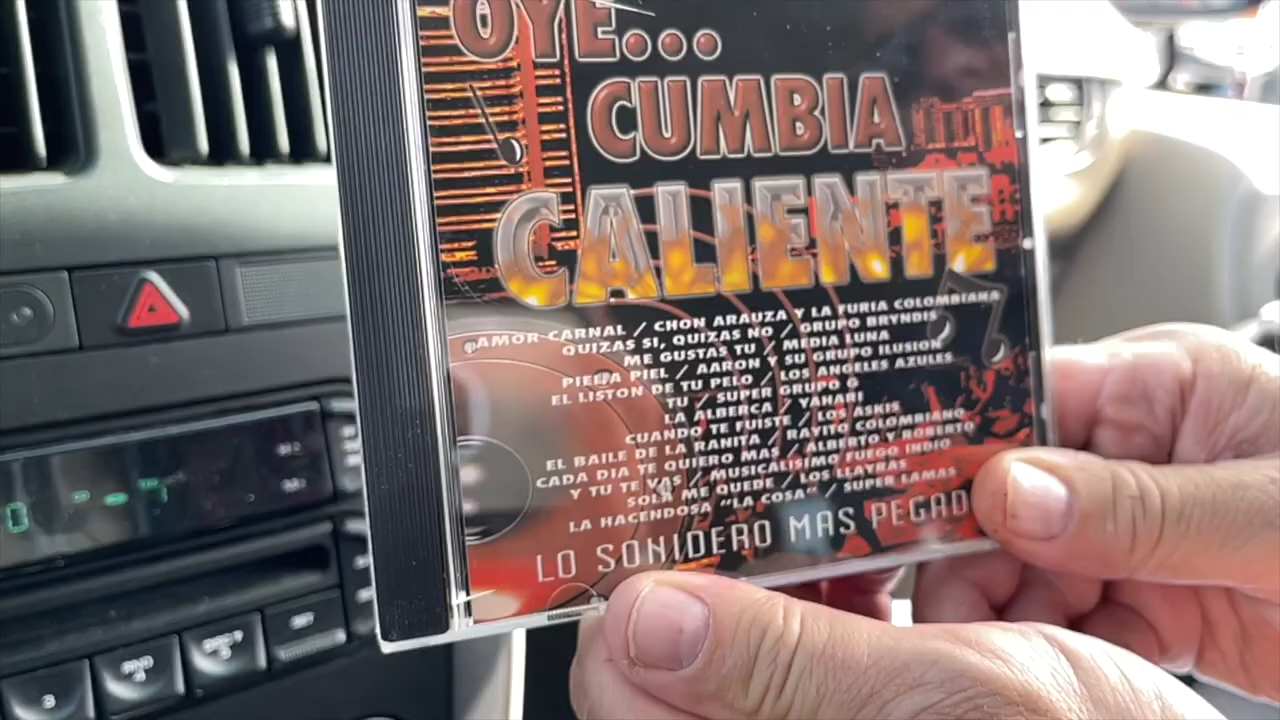 OYE...
CUMBIA
CALIENTE
AMOR CARNAL / CHON ARAUZA Y LA FURIA COLOMBIANA
QUIZAS SI, QUIZAS NO / GRUPO BRYNDIS
ME GUSTAS TU / MEDIA LUNA
PIEL A PIEL / AARON Y SU GRUPO ILUSION
EL LISTON DE TU PELO / LOS ANGELES AZULES
TU / SUPER GRUPO G
LA ALBERCA / YAHARI
CUANDO TE FUISTE / LOS ASKIS
EL BAILE DE LA RANITA / RAYITO COLOMBIANO
CADA DIA TE QUIERO MAS / ALBERTO Y ROBERTO
Y TU TE VAS / MUSICALISIMO FUEGO INDIO
SOLA ME QUEDE / LOS LLAYRAS
LA HACENDOSA "LA COSA" / SUPER LAMAS
LO SONIDERO MAS PEGAD
RND
3